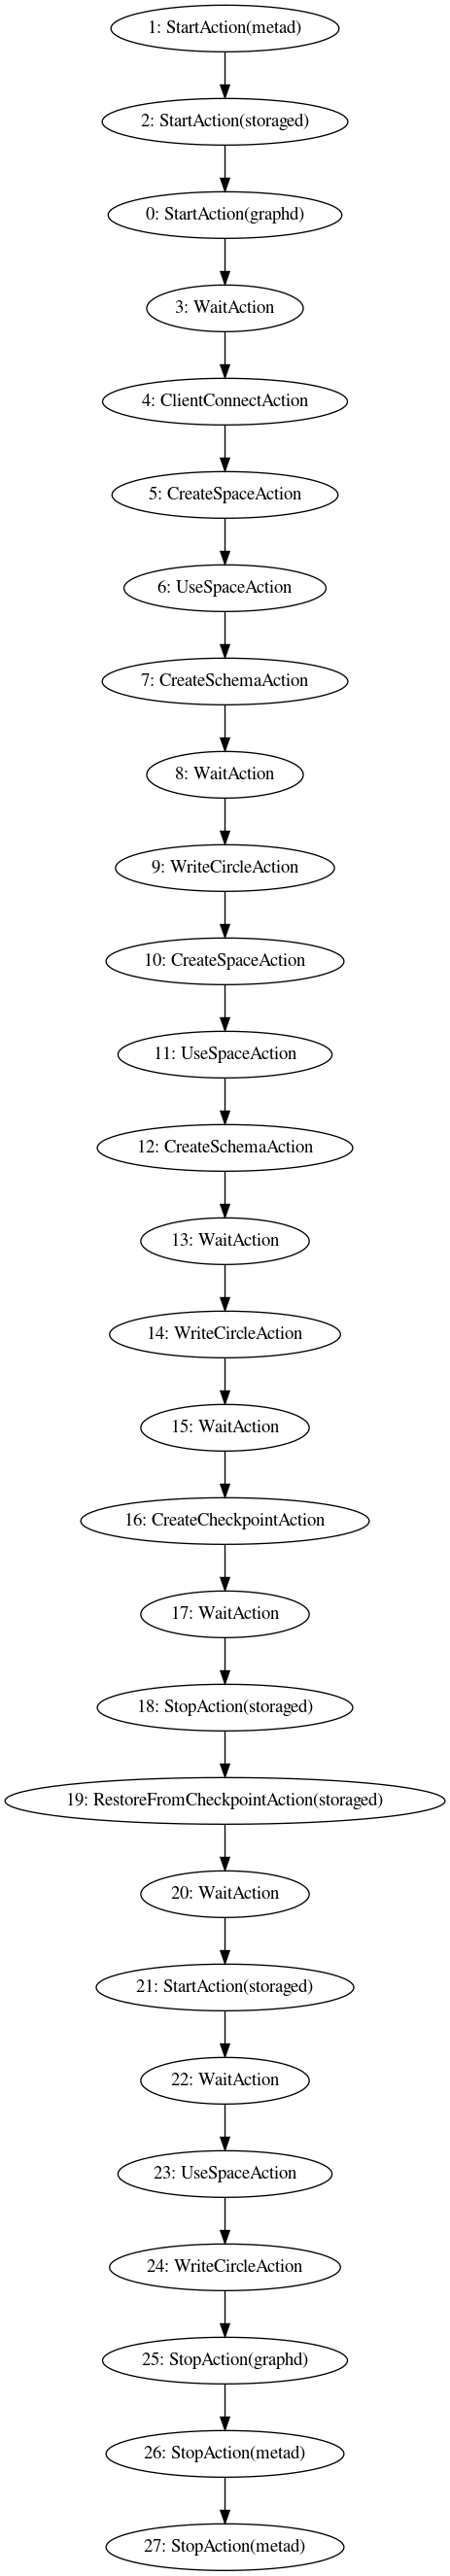 1: StartAction(metad)
2: StartAction(storaged)
0: StartAction(graphd)
3: WaitAction
4: ClientConnectAction
5: CreateSpaceAction
6: UseSpaceAction
7: CreateSchemaAction
8: WaitAction
9: WriteCircleAction
10: CreateSpaceAction
11: UseSpaceAction
12: CreateSchemaAction
13: WaitAction
14: WriteCircleAction
15: WaitAction
16: CreateCheckpointAction
17: WaitAction
18: StopAction(storaged)
19: RestoreFromCheckpointAction(storaged)
20: WaitAction
21: StartAction(storaged)
22: WaitAction
23: UseSpaceAction
24: WriteCircleAction
25: StopAction(graphd)
26: StopAction(metad)
27: StopAction(metad)